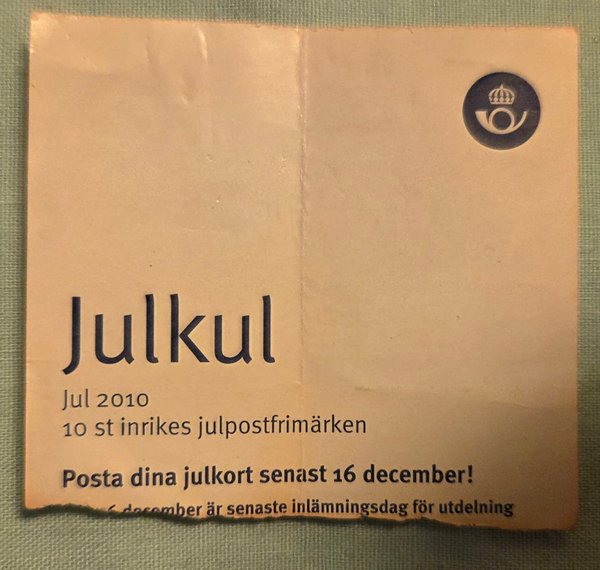 Julkul
Jul 2010
10 st inrikes julpostfrimärken
Posta dina julkort senast 16 december!
december är senaste inlämningsdag för utdelning